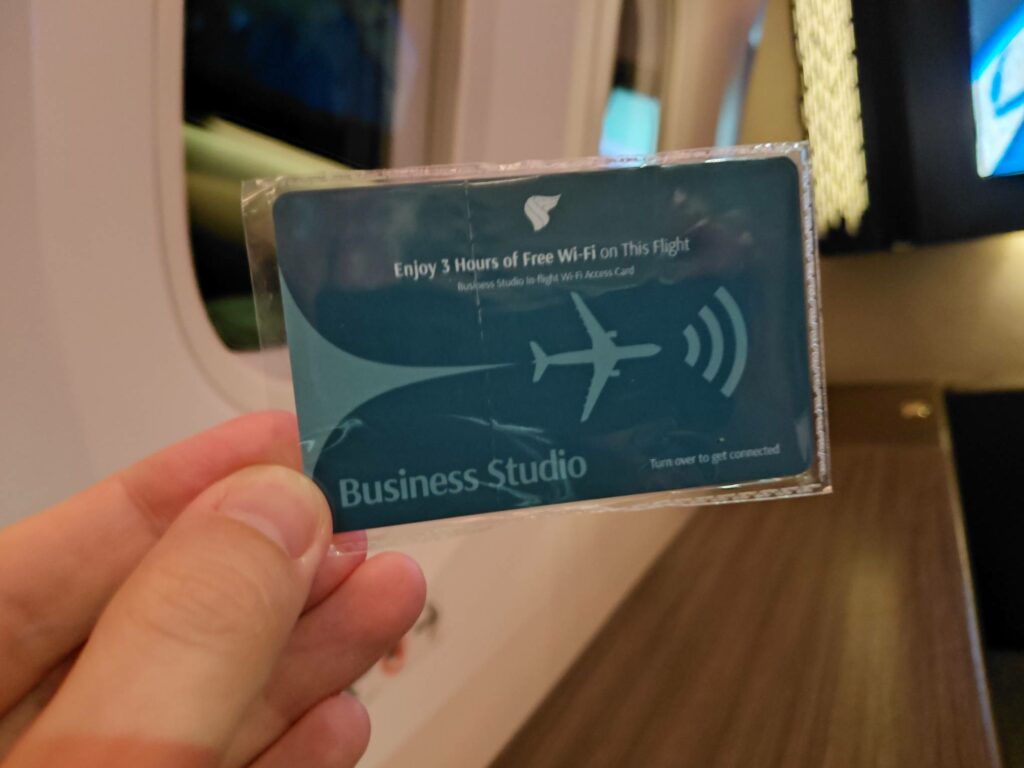 Enjoy 3 Hours of Free Wi-Fi on This Flight
Business Studio In-flight Wi-Fi Access Card
Business Studio
Turn over to get connected